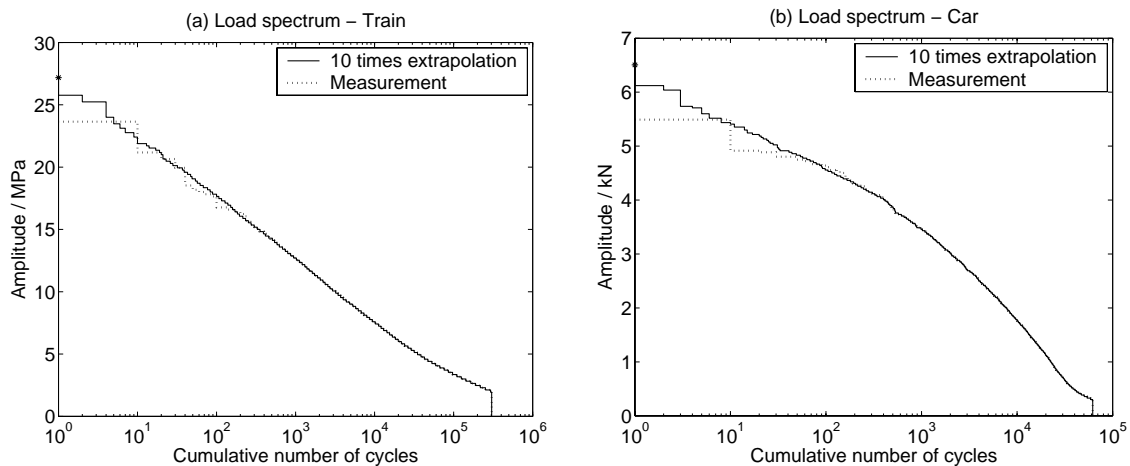 (a) Load spectrum – Train
30
25
20
15
10
5
0
Amplitude / MPa
10 times extrapolation
Measurement
10^0
10^1
10^2
10^3
10^4
10^5
10^6
Cumulative number of cycles
(b) Load spectrum – Car
7
6
5
4
3
2
1
0
Amplitude / kN
10 times extrapolation
Measurement
10^0
10^1
10^2
10^3
10^4
10^5
Cumulative number of cycles